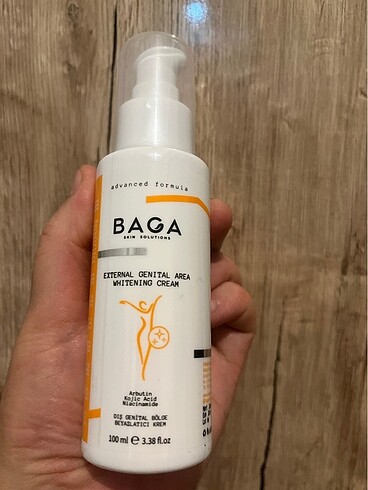 advanced formula
BAGA
SKIN SOLUTIONS
EXTERNAL GENITAL AREA
WHITENING CREAM
Arbutin
Kojic Acid
Niacinamide
DIŞ GENİTAL BÖLGE
BEYAZLATICI KREM
100 ml e 3.38 fl.oz